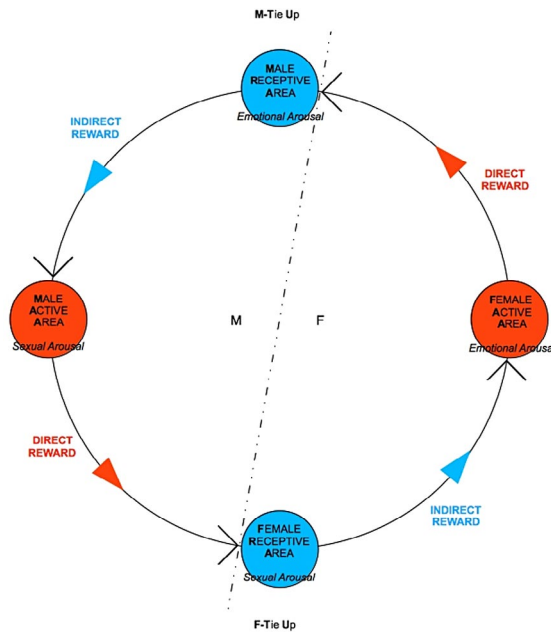 M-Tie Up
MALE
RECEPTIVE
AREA
Emotional Arousal
INDIRECT
REWARD
DIRECT
REWARD
MALE
ACTIVE
AREA
Sexual Arousal
M
F
FEMALE
ACTIVE
AREA
Emotional Arousal
DIRECT
REWARD
INDIRECT
REWARD
FEMALE
RECEPTIVE
AREA
Sexual Arousal
F-Tie Up